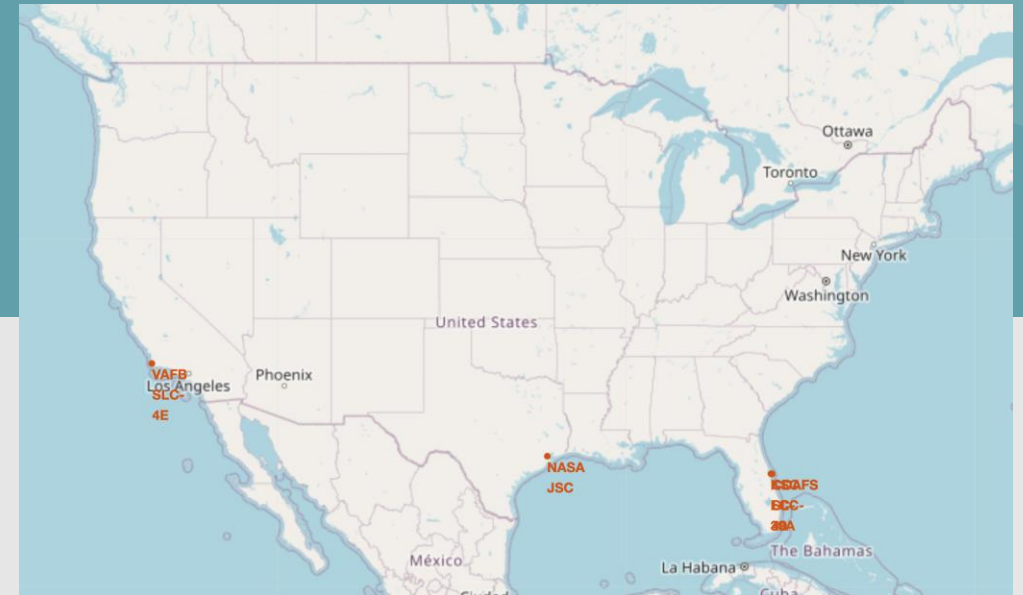 Ottawa
Toronto
New York
Washington
United States
VAFB
SLC-
4E
Los Angeles
Phoenix
NASA
JSC
México
The Bahamas
La Habana